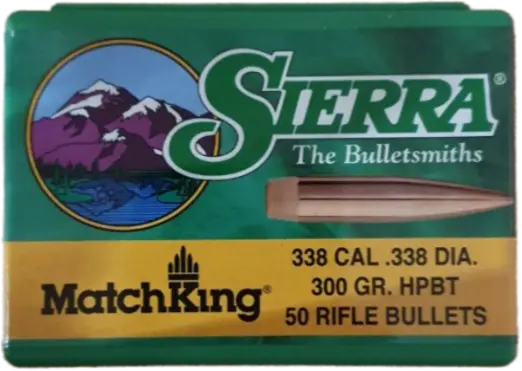 SIERRA®
The Bulletsmiths
338 CAL .338 DIA.
300 GR. HPBT
50 RIFLE BULLETS
MatchKing®